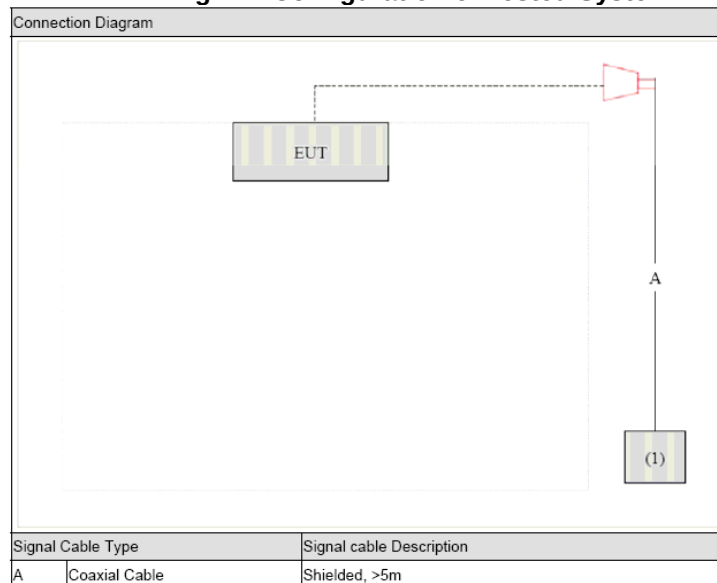 Connection Diagram
EUT
A
(1)
Signal Cable Type Signal cable Description
A Coaxial Cable Shielded, >5m